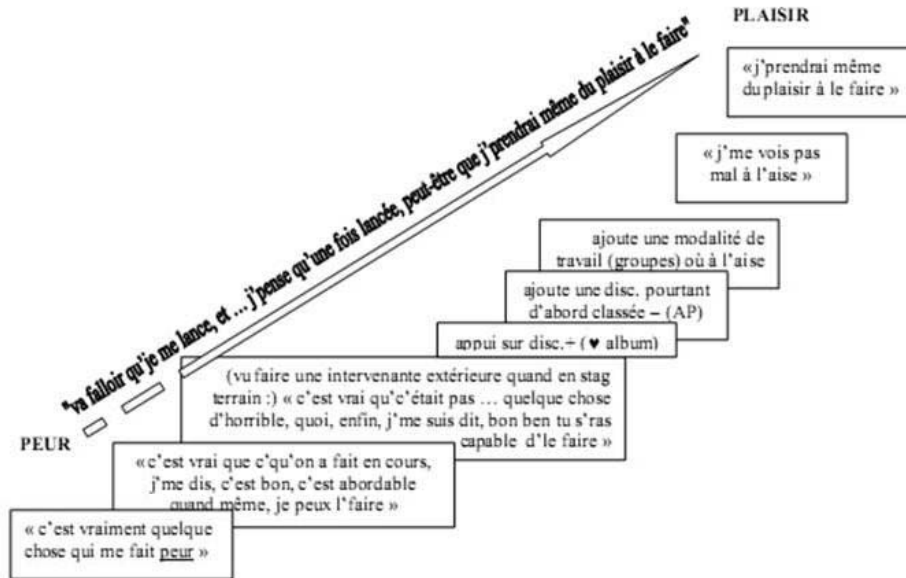 PLAISIR
« j'prendrai même
du plaisir à le faire »
« j'me vois pas
mal à l'aise »
"va falloir qu'je me lance, et ... j'pense qu'une fois lancée, peut-être que j'prendrai même du plaisir à le faire"
ajoute une modalité de
travail (groupes) où à l'aise
ajoute une disc. pourtant
d'abord classée – (AP)
appui sur disc.+ (♥ album)
(vu faire une intervenante extérieure quand en stag
terrain :) « c'est vrai qu'c'était pas ... quelque chose
d'horrible, quoi, enfin, j'me suis dit, bon ben tu s'ras
capable d'le faire »
PEUR
« c'est vrai que c'qu'on a fait en cours,
j'me dis, c'est bon, c'est abordable
quand même, je peux l'faire »
« c'est vraiment quelque
chose qui me fait peur »